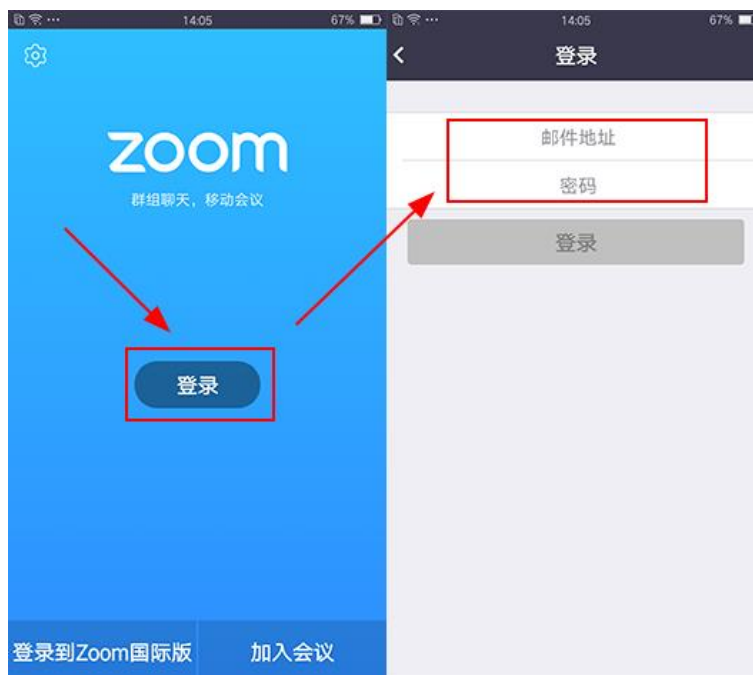 14:05
67%
zoom
群组聊天，移动会议
登录
登录到Zoom国际版
加入会议
14:05
67%
登录
邮件地址
密码
登录